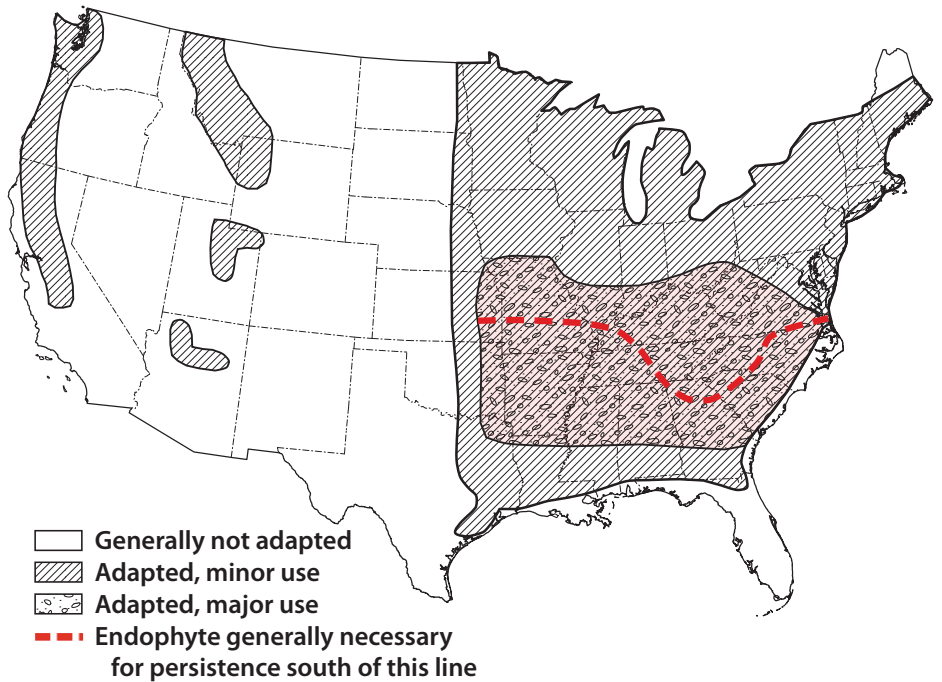 Generally not adapted
Adapted, minor use
Adapted, major use
Endophyte generally necessary
for persistence south of this line